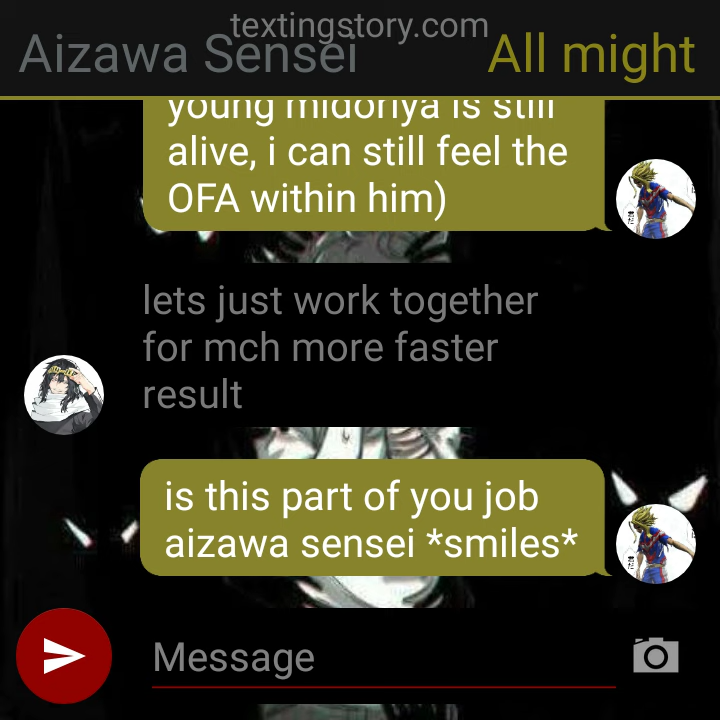 textingstory.com
Aizawa Sensei
All might
young midoriya is still
alive, i can still feel the
OFA within him)
lets just work together
for mch more faster
result
is this part of you job
aizawa sensei *smiles*
Message